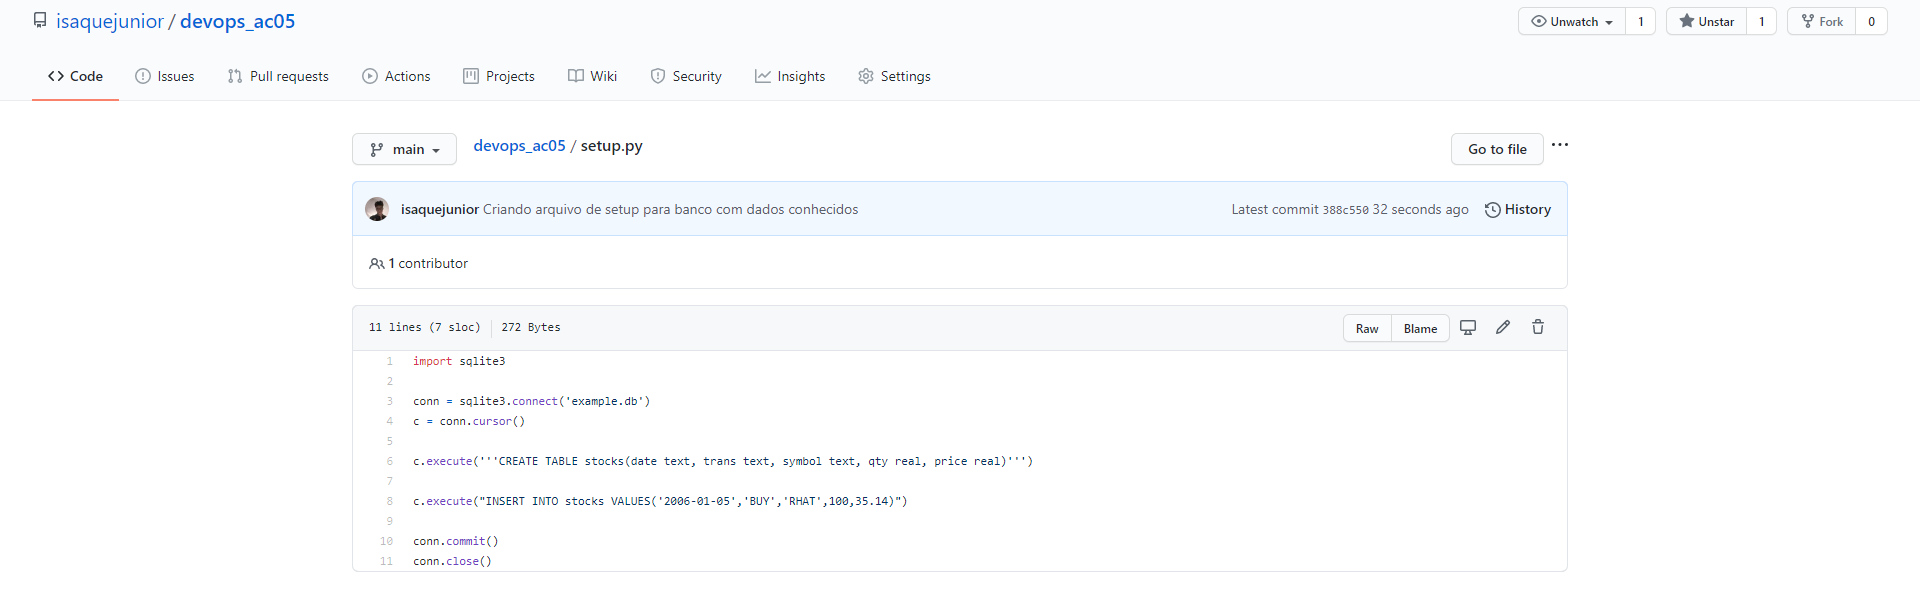 isaquejunior / devops_ac05
Unwatch 1 Unstar 1 Fork 0
Code Issues Pull requests Actions Projects Wiki Security Insights Settings
main devops_ac05 / setup.py Go to file ...
isaquejunior Criando arquivo de setup para banco com dados conhecidos Latest commit 388c550 32 seconds ago History
1 contributor
11 lines (7 sloc) 272 Bytes Raw Blame
1 import sqlite3
2
3 conn = sqlite3.connect('example.db')
4 c = conn.cursor()
5
6 c.execute('''CREATE TABLE stocks(date text, trans text, symbol text, qty real, price real)''')
7
8 c.execute("INSERT INTO stocks VALUES('2006-01-05','BUY','RHAT',100,35.14)")
9
10 conn.commit()
11 conn.close()